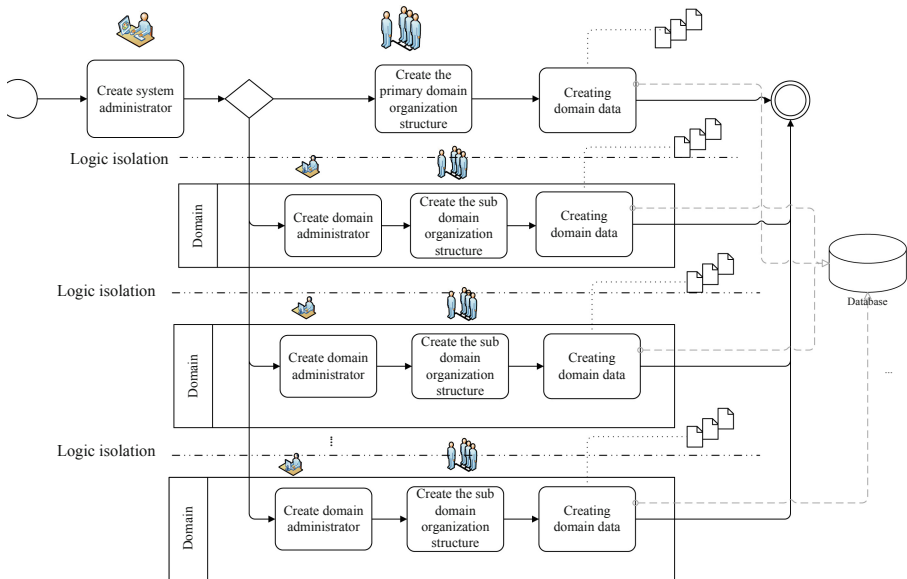 Create system
administrator
Create the
primary domain
organization
structure
Creating
domain data
Logic isolation
Domain
Create domain
administrator
Create the sub
domain
organization
structure
Creating
domain data
Database
Logic isolation
Domain
Create domain
administrator
Create the sub
domain
organization
structure
Creating
domain data
...
...
Logic isolation
Domain
Create domain
administrator
Create the sub
domain
organization
structure
Creating
domain data